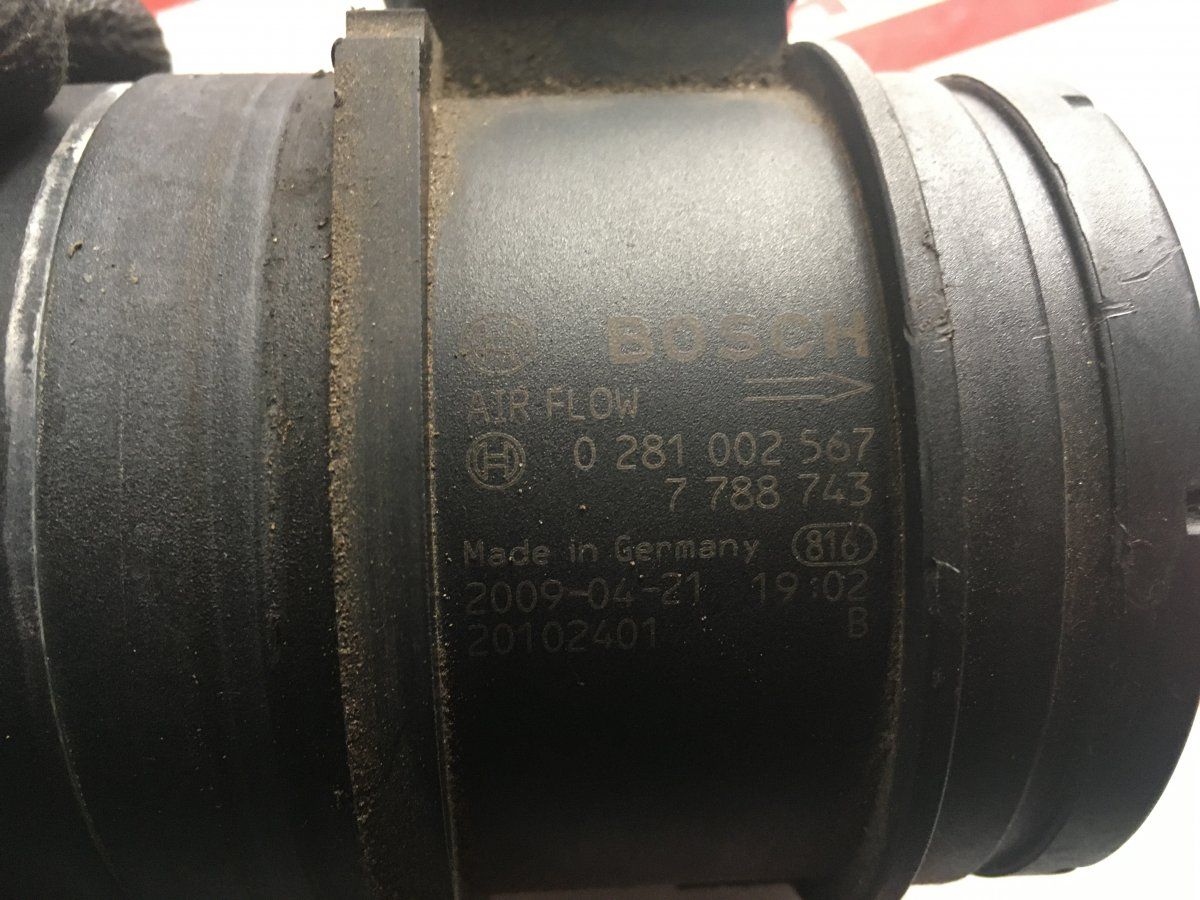 BOSCH
AIR FLOW
0 281 002 567
7 788 743
Made in Germany 816
2009-04-21 19:02
20102401 B